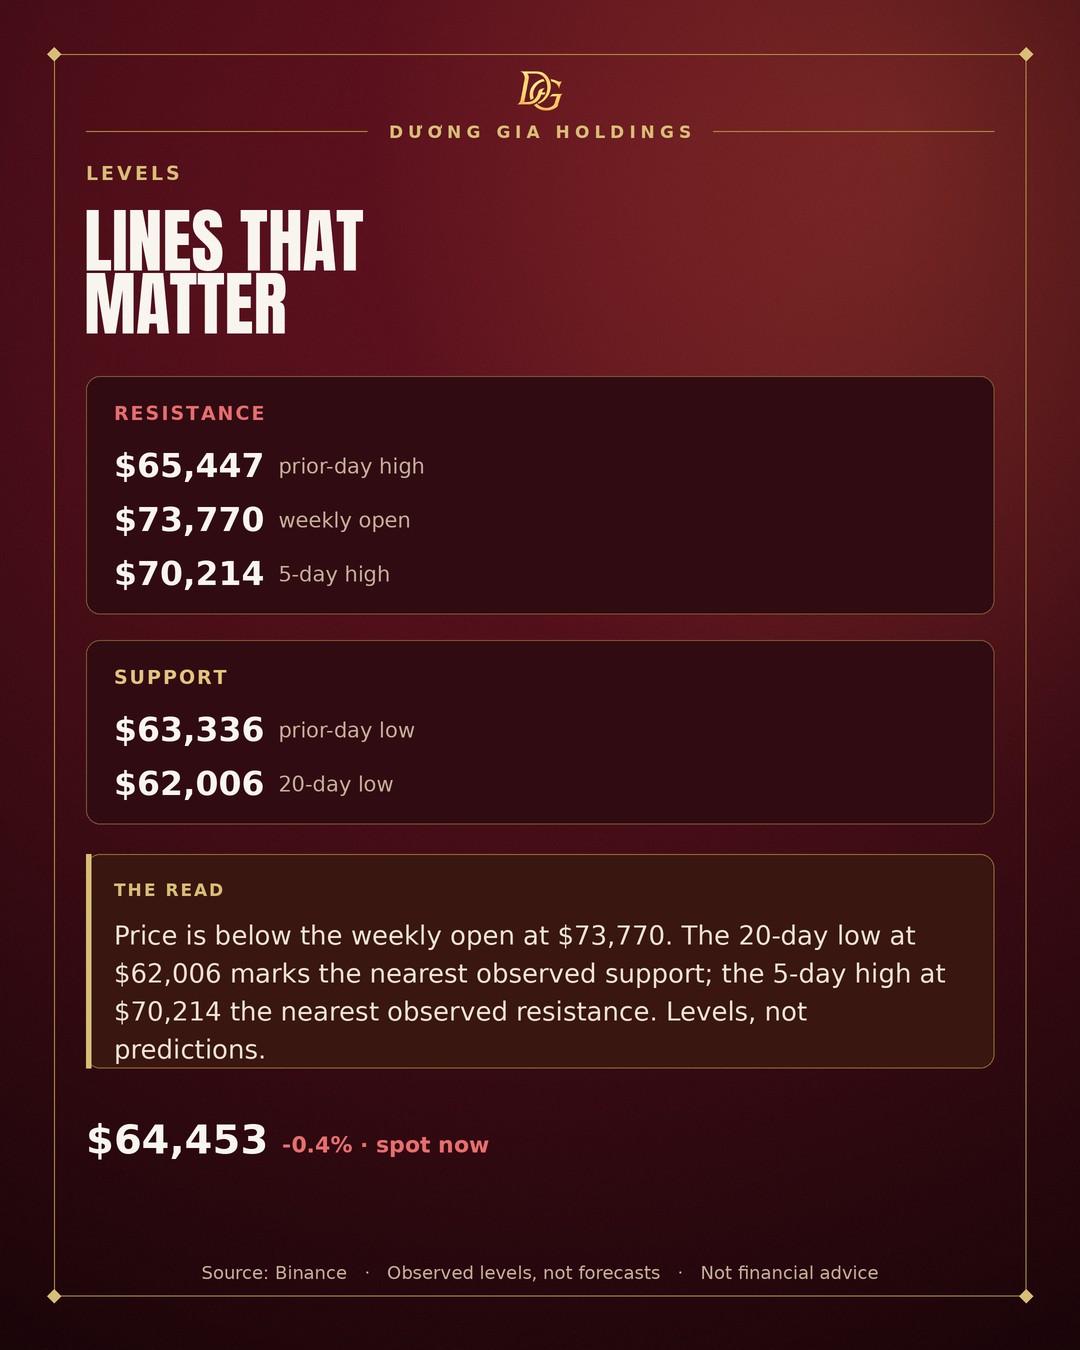 DG
DƯƠNG GIA HOLDINGS
LEVELS
LINES THAT
MATTER
RESISTANCE
$65,447 prior-day high
$73,770 weekly open
$70,214 5-day high
SUPPORT
$63,336 prior-day low
$62,006 20-day low
THE READ
Price is below the weekly open at $73,770. The 20-day low at
$62,006 marks the nearest observed support; the 5-day high at
$70,214 the nearest observed resistance. Levels, not
predictions.
$64,453 -0.4% · spot now
Source: Binance · Observed levels, not forecasts · Not financial advice